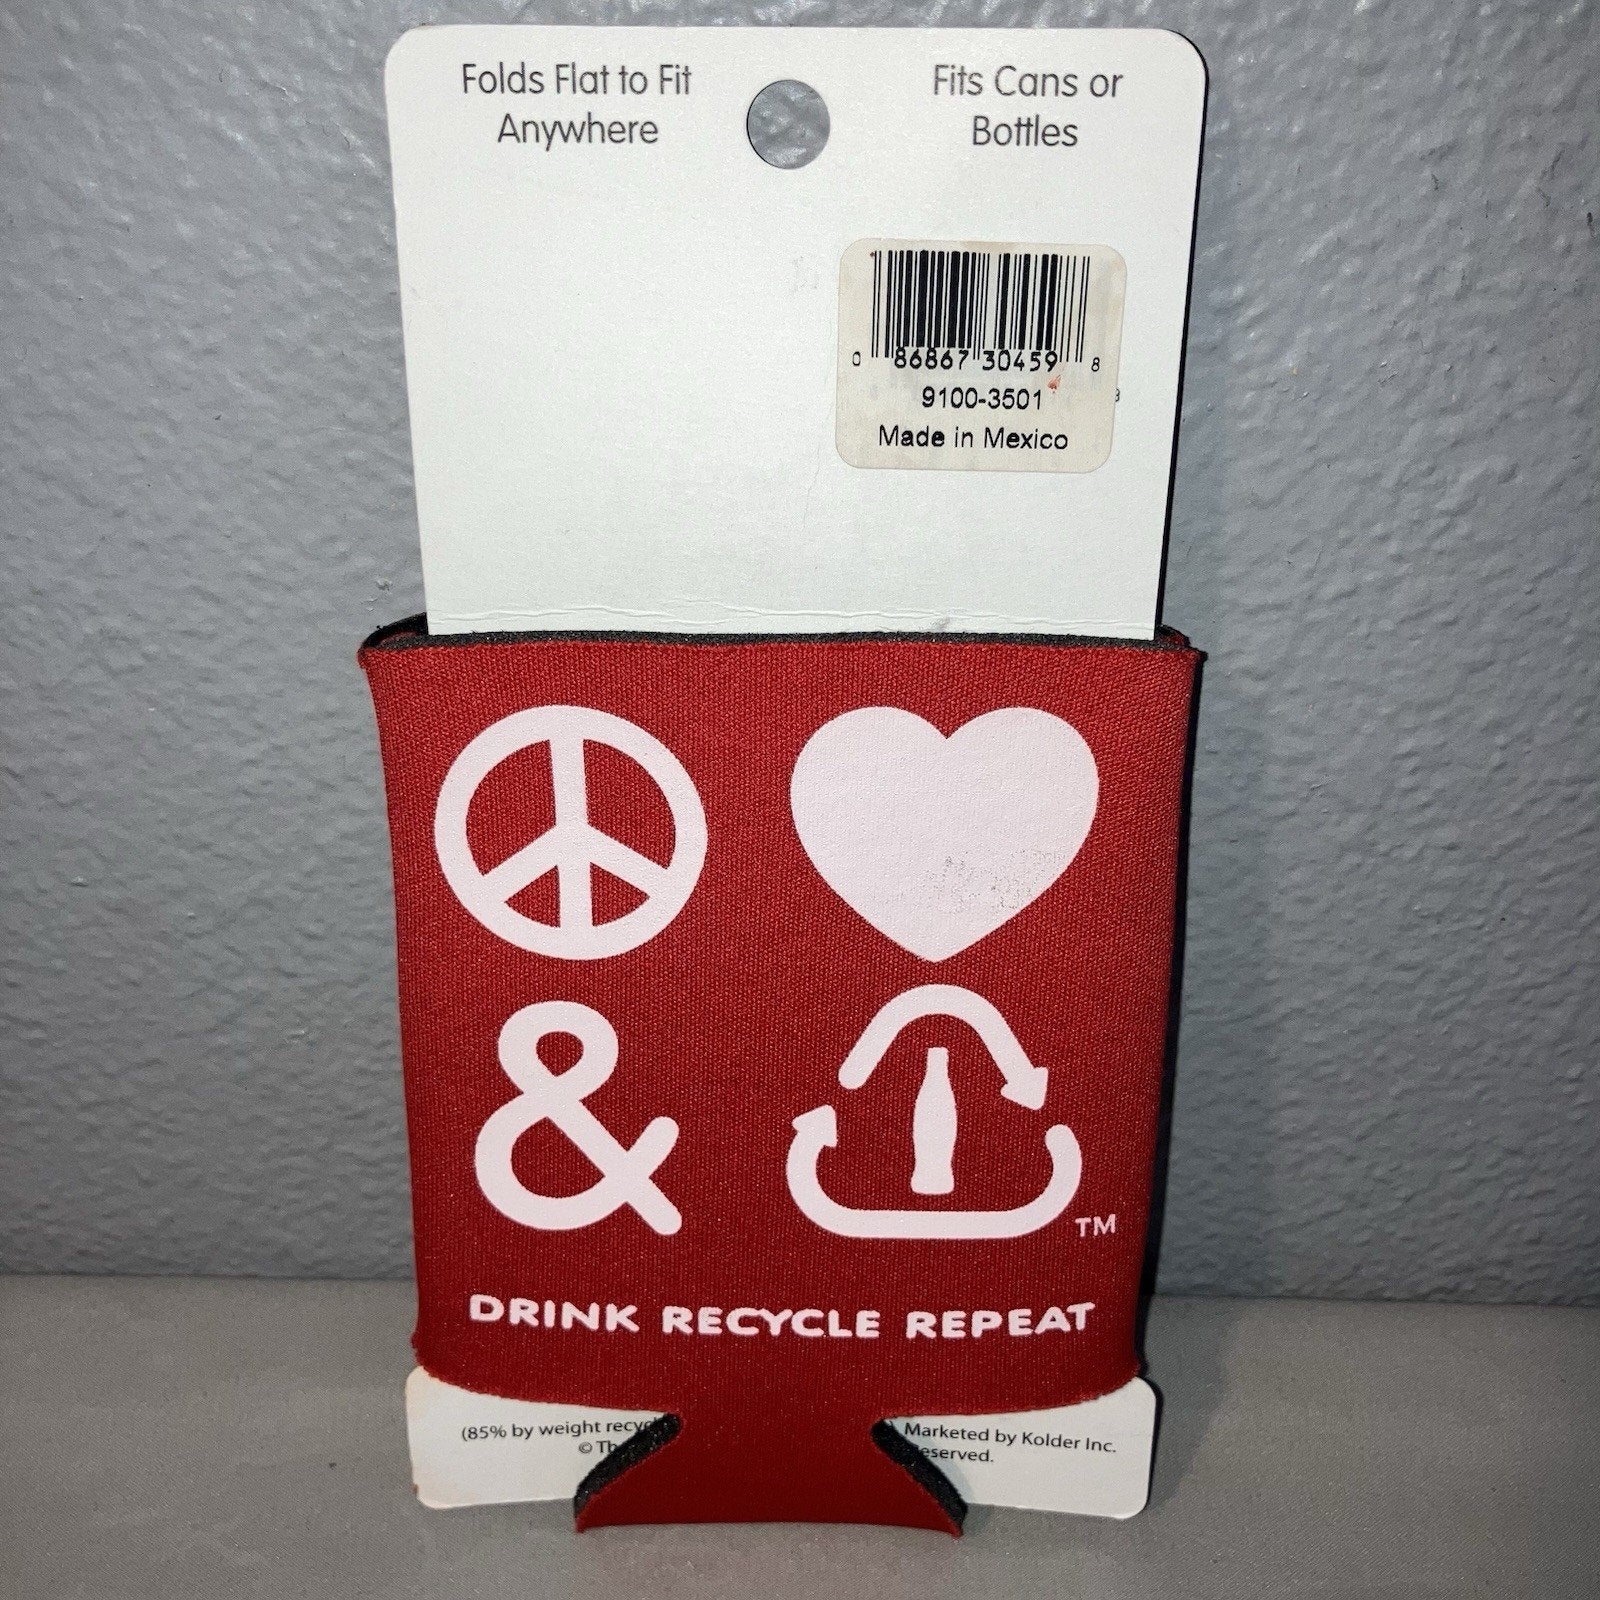 Folds Flat to Fit
Anywhere
Fits Cans or
Bottles
0 86867 30459 8
9100-3501
Made in Mexico
&
TM
DRINK RECYCLE REPEAT
(85% by weight
Marketed by Kolder Inc.
©